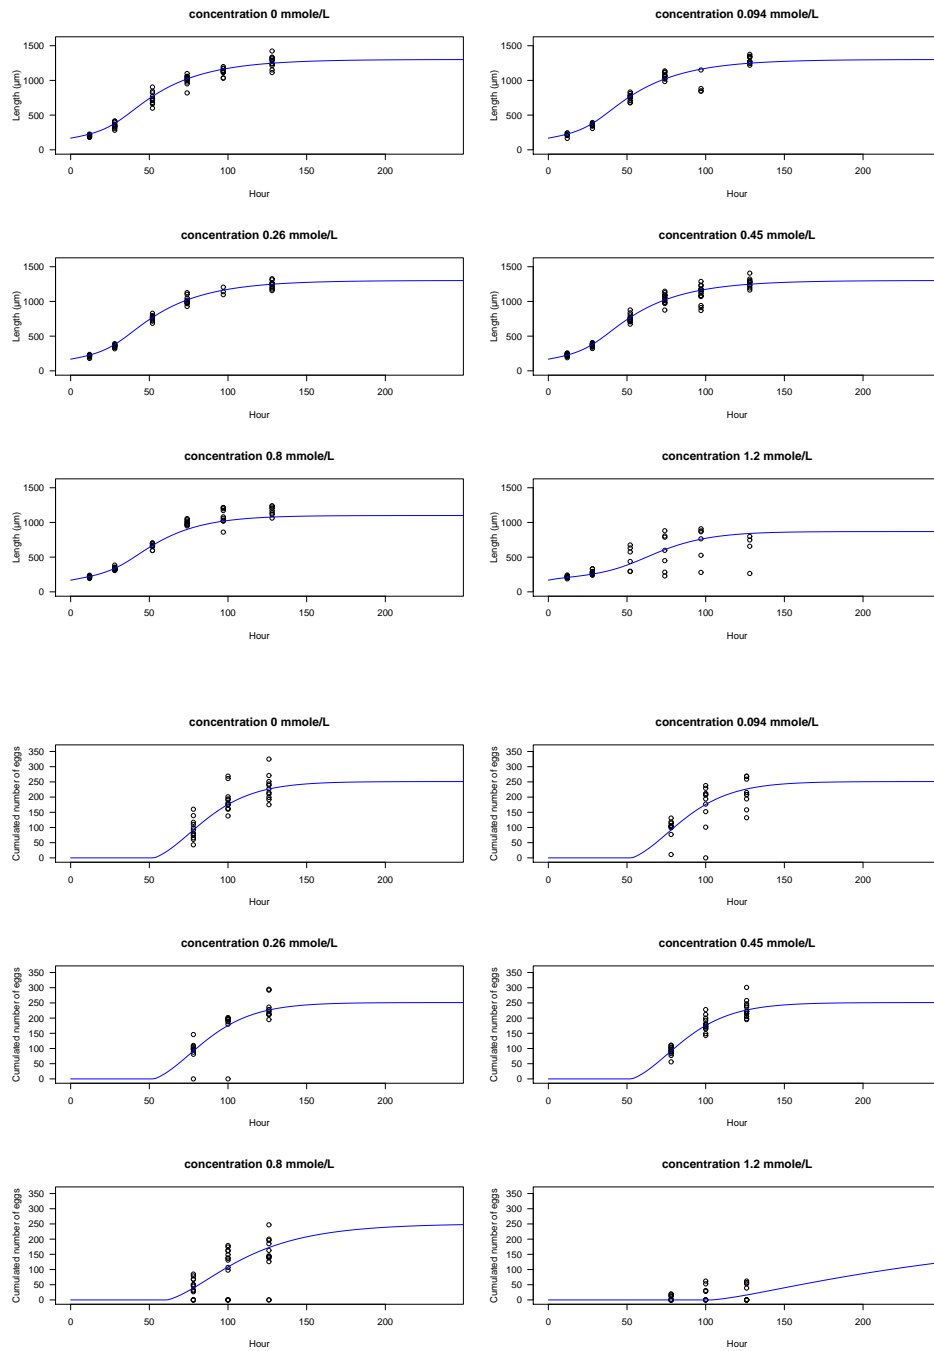 concentration 0 mmole/L
Length (µm)
1500
1000
500
0
0 50 100 150 200
Hour
concentration 0.094 mmole/L
Length (µm)
1500
1000
500
0
0 50 100 150 200
Hour
concentration 0.26 mmole/L
Length (µm)
1500
1000
500
0
0 50 100 150 200
Hour
concentration 0.45 mmole/L
Length (µm)
1500
1000
500
0
0 50 100 150 200
Hour
concentration 0.8 mmole/L
Length (µm)
1500
1000
500
0
0 50 100 150 200
Hour
concentration 1.2 mmole/L
Length (µm)
1500
1000
500
0
0 50 100 150 200
Hour
concentration 0 mmole/L
Cumulated number of eggs
350
300
250
200
150
100
50
0
0 50 100 150 200
Hour
concentration 0.094 mmole/L
Cumulated number of eggs
350
300
250
200
150
100
50
0
0 50 100 150 200
Hour
concentration 0.26 mmole/L
Cumulated number of eggs
350
300
250
200
150
100
50
0
0 50 100 150 200
Hour
concentration 0.45 mmole/L
Cumulated number of eggs
350
300
250
200
150
100
50
0
0 50 100 150 200
Hour
concentration 0.8 mmole/L
Cumulated number of eggs
350
300
250
200
150
100
50
0
0 50 100 150 200
Hour
concentration 1.2 mmole/L
Cumulated number of eggs
350
300
250
200
150
100
50
0
0 50 100 150 200
Hour